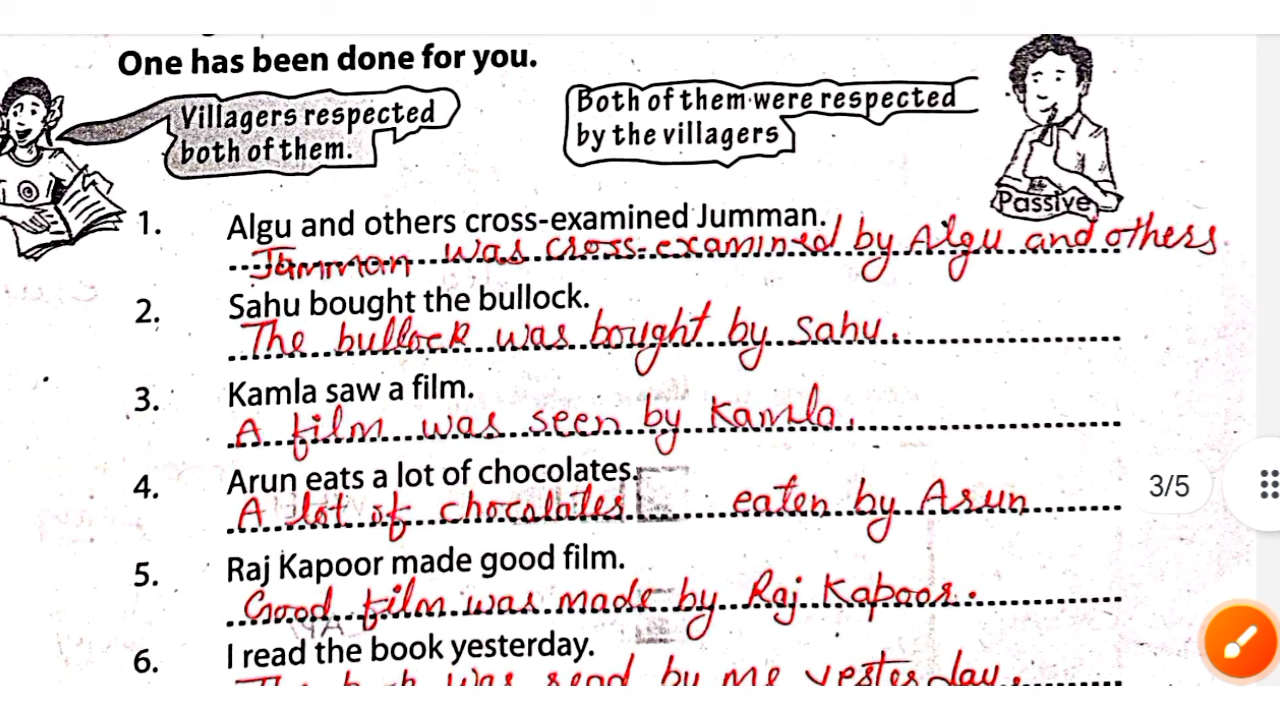 One has been done for you.
Villagers respected
both of them.
Both of them were respected
by the villagers
Passive
1. Algu and others cross-examined Jumman.
Jumman was cross-examined by Algu and others
2. Sahu bought the bullock.
The bullock was bought by Sahu.
3. Kamla saw a film.
A film was seen by Kamla.
4. Arun eats a lot of chocolates.
A lot of chocolates eaten by Arun
3/5
5. Raj Kapoor made good film.
Good film was made by Raj Kapoor.
6. I read the book yesterday.
The book was read by me yesterday.